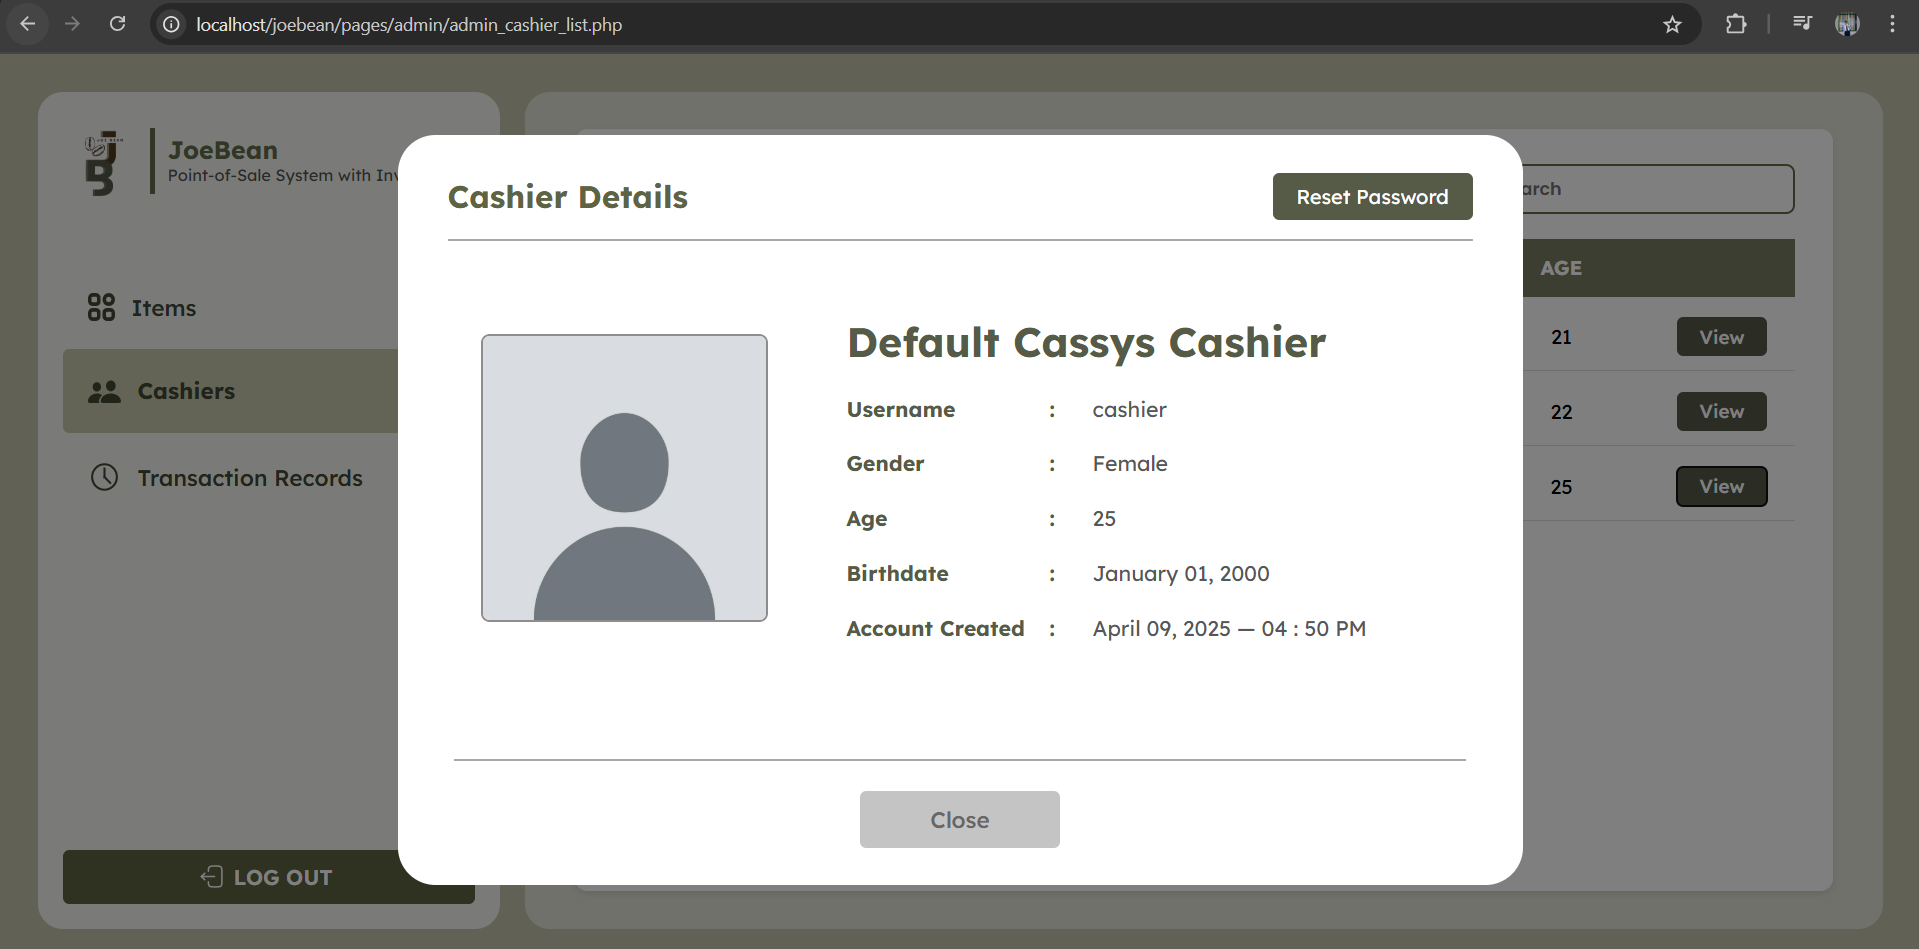 localhost/joebean/pages/admin/admin_cashier_list.php
JoeBean
Point-of-Sale System with Inv
Items
Cashiers
Transaction Records
LOG OUT
Cashier Details
Reset Password
Default Cassys Cashier
Username : cashier
Gender : Female
Age : 25
Birthdate : January 01, 2000
Account Created : April 09, 2025 — 04 : 50 PM
Close
arch
AGE
21 View
22 View
25 View